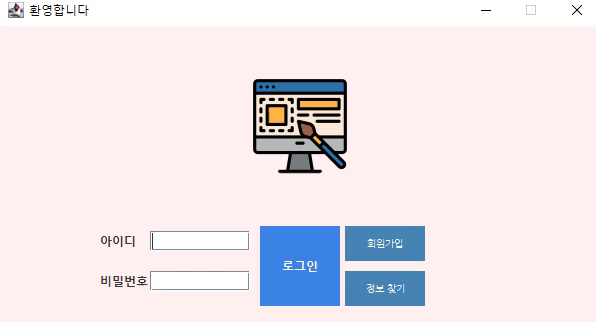 환영합니다
아이디
로그인
회원가입
비밀번호
정보 찾기